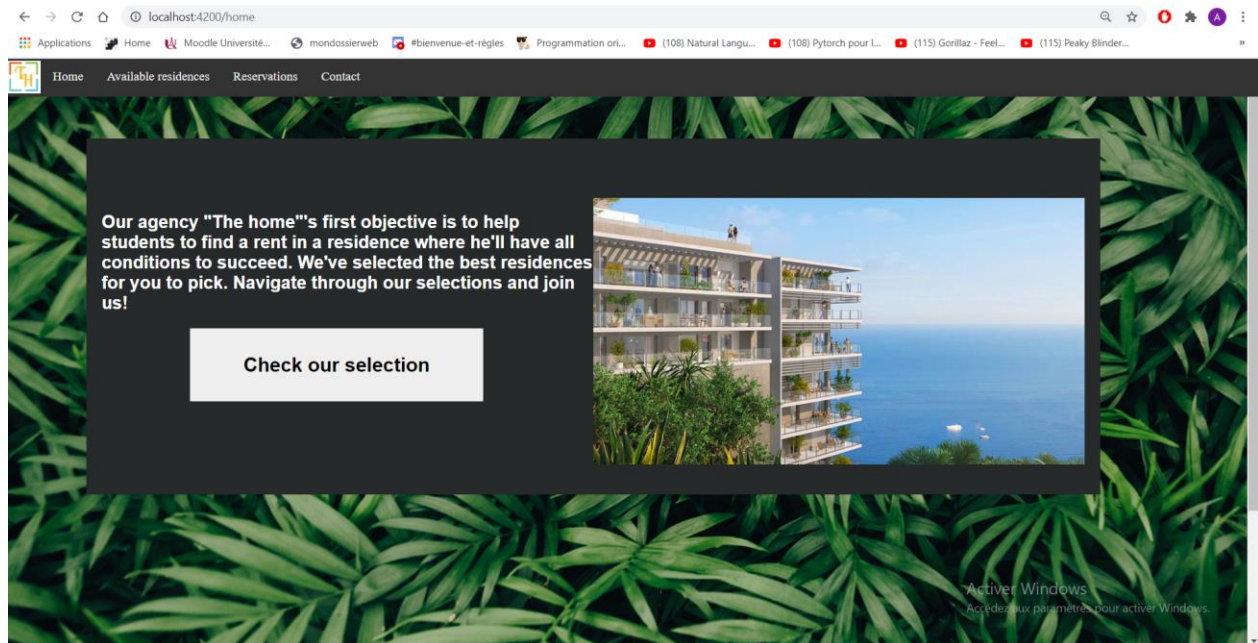 localhost:4200/home
A
Applications Home Moodle Université... mondossierweb #bienvenue-et-règles Programmation ori... (108) Natural Langu... (108) Pytorch pour l... (115) Gorillaz - Feel... (115) Peaky Blinder... »
TH Home Available residences Reservations Contact
Our agency "The home"'s first objective is to help
students to find a rent in a residence where he'll have all
conditions to succeed. We've selected the best residences
for you to pick. Navigate through our selections and join
us!
Check our selection
Activer Windows
Accédez aux paramètres pour activer Windows.